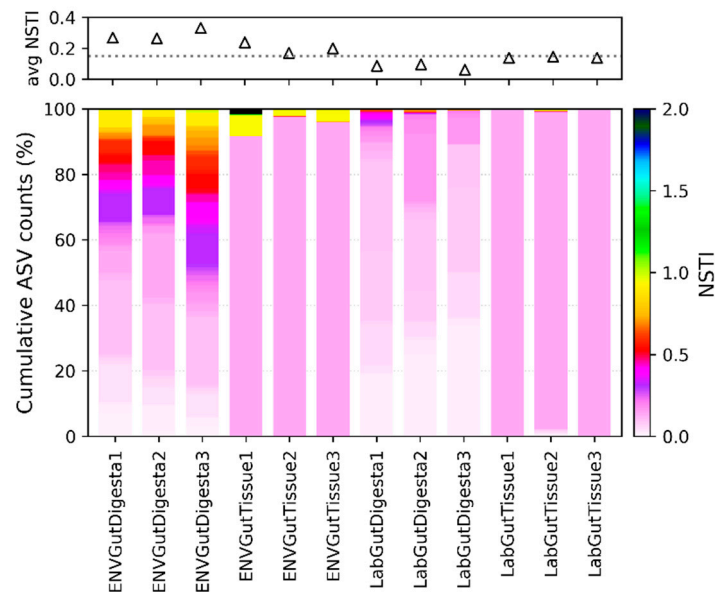 avg NSTI
0.4
0.2
0.0
Cumulative ASV counts (%)
100
80
60
40
20
0
2.0
1.5
1.0
0.5
0.0
NSTI
ENVGutDigesta1
ENVGutDigesta2
ENVGutDigesta3
ENVGutTissue1
ENVGutTissue2
ENVGutTissue3
LabGutDigesta1
LabGutDigesta2
LabGutDigesta3
LabGutTissue1
LabGutTissue2
LabGutTissue3